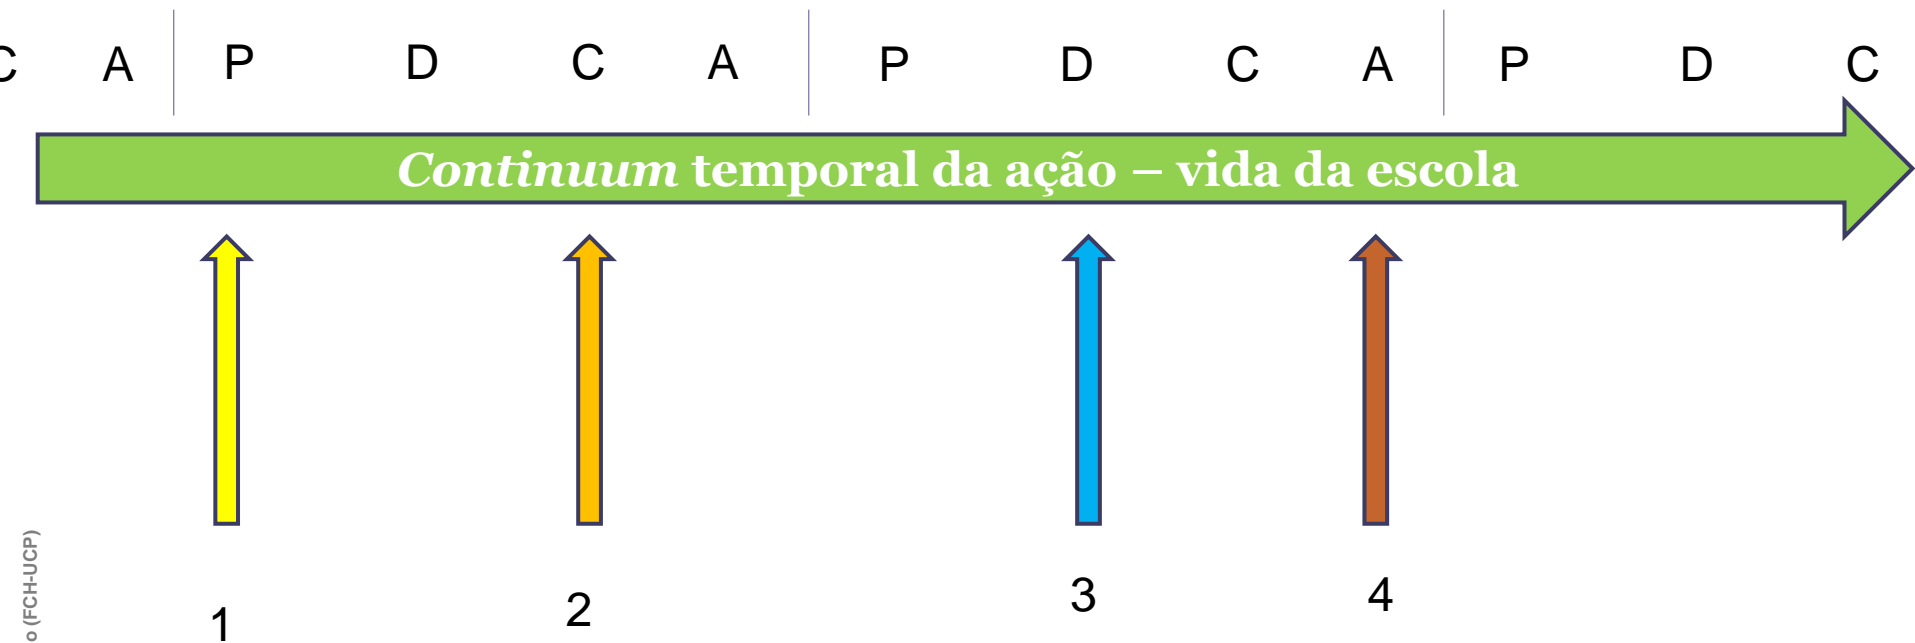 C A P D C A P D C A P D C
Continuum temporal da ação – vida da escola
1 2 3 4
o (FCH-UCP)